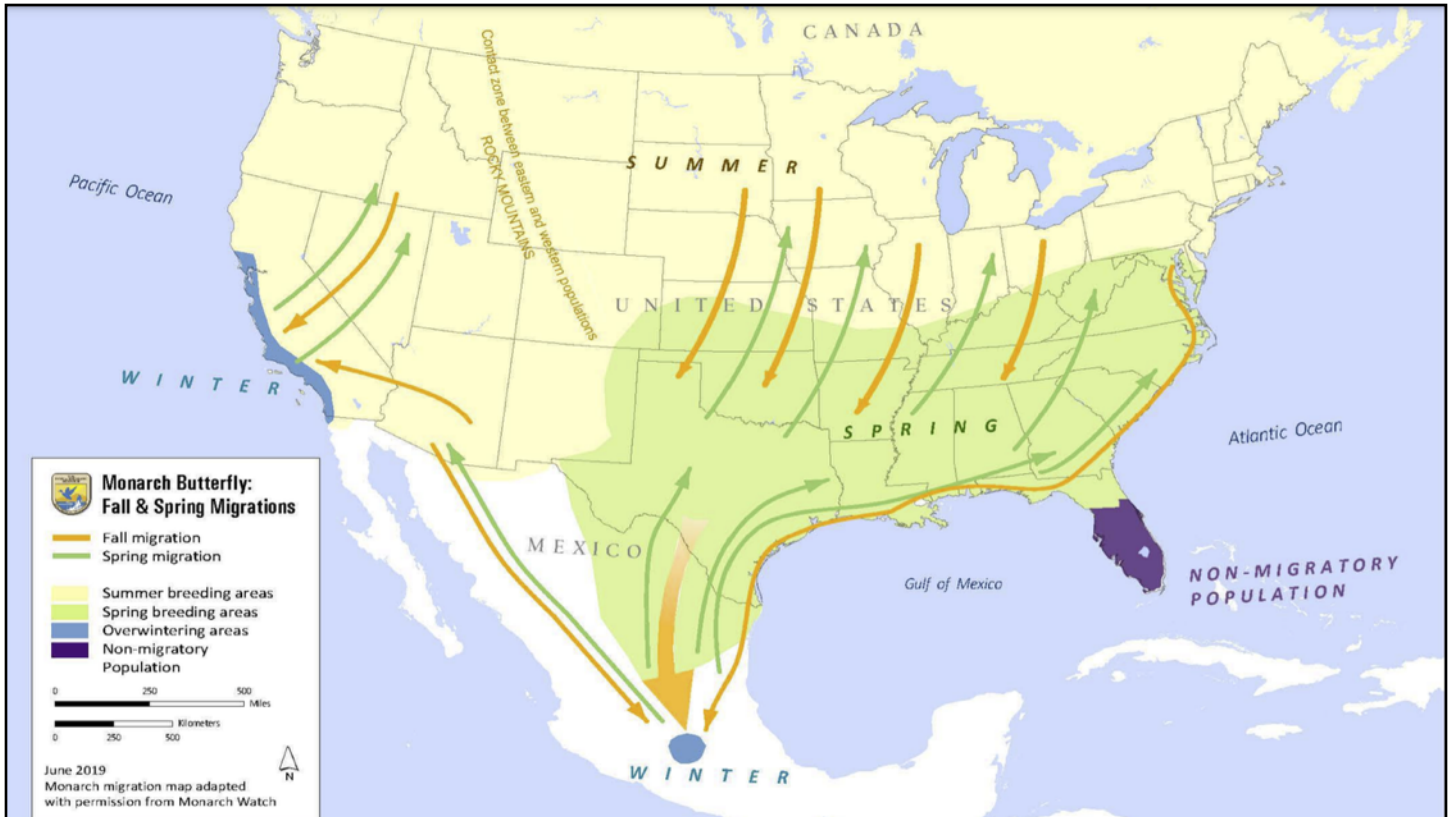 CANADA
Contact zone between eastern and western populations
ROCKY MOUNTAINS
SUMMER
Pacific Ocean
UNITED STATES
WINTER
SPRING
Atlantic Ocean
Monarch Butterfly:
Fall & Spring Migrations
Fall migration
Spring migration
Summer breeding areas
Spring breeding areas
Overwintering areas
Non-migratory
Population
0 250 500
Miles
Kilometers
0 250 500
N
June 2019
Monarch migration map adapted
with permission from Monarch Watch
MEXICO
Gulf of Mexico
NON-MIGRATORY
POPULATION
WINTER